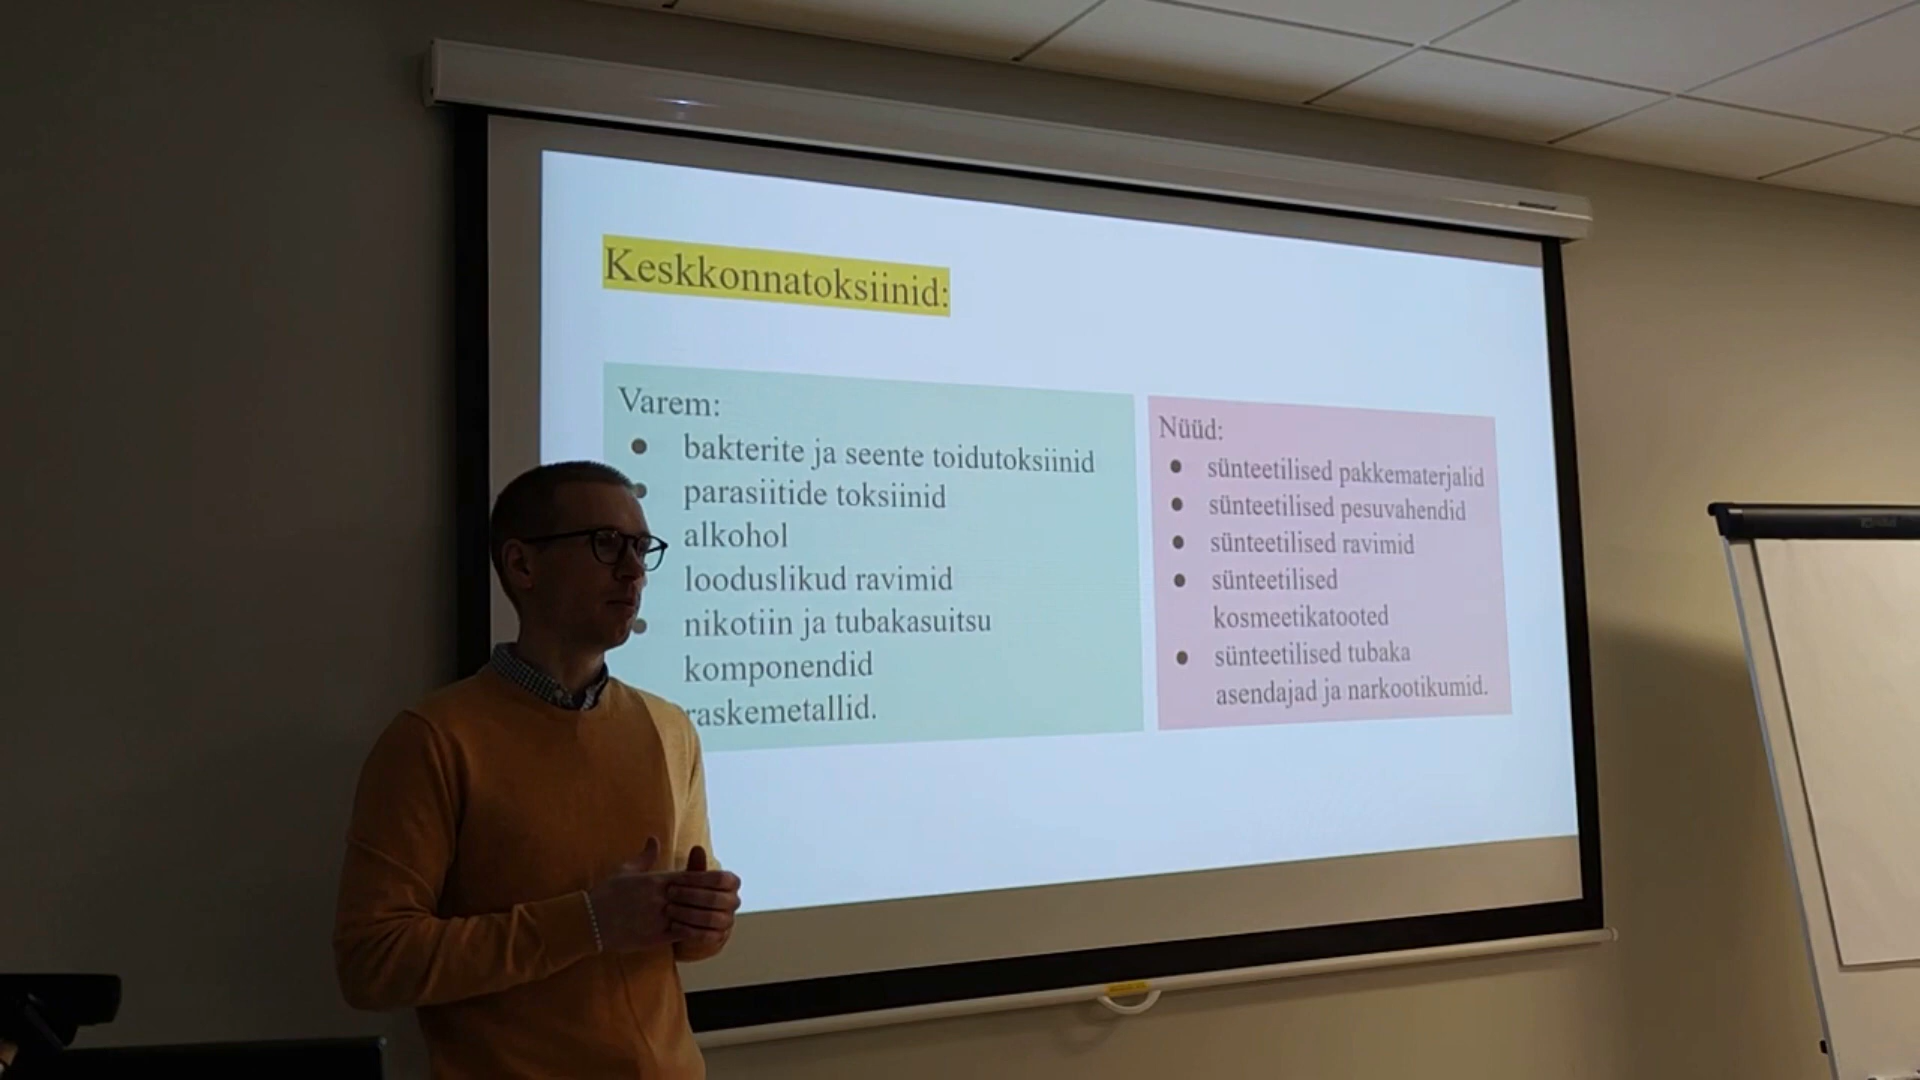 Keskkonnatoksiinid:
Varem:
● bakterite ja seente toidutoksiinid
● parasiitide toksiinid
alkohol
looduslikud ravimid
● nikotiin ja tubakasuitsu
komponendid
raskemetallid.
Nüüd:
● sünteetilised pakkematerjalid
● sünteetilised pesuvahendid
● sünteetilised ravimid
● sünteetilised
kosmeetikatooted
● sünteetilised tubaka
asendajad ja narkootikumid.